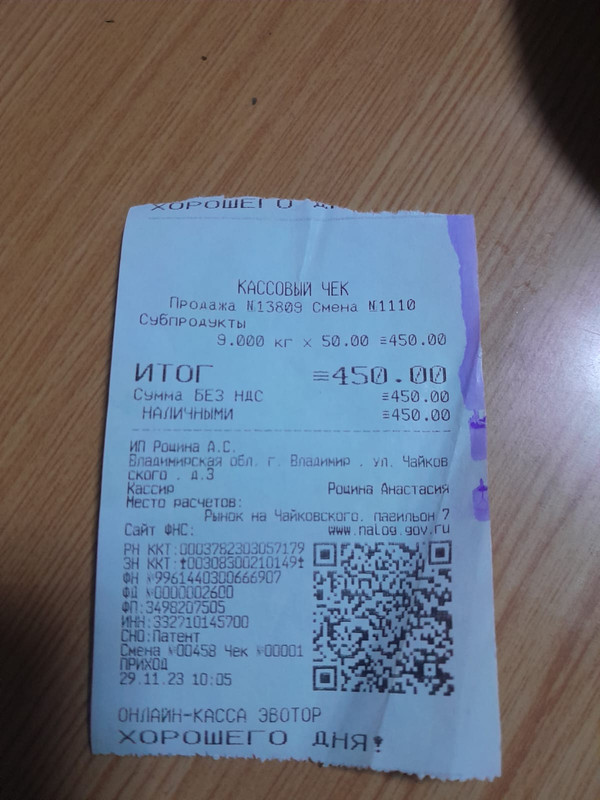 ХОРОШЕГО
КАССОВЫЙ ЧЕК
Продажа №13809 Смена №1110
Субпродукты
9.000 кг х 50.00 ≡450.00
ИТОГ ≡450.00
Сумма БЕЗ НДС ≡450.00
НАЛИЧНЫМИ ≡450.00
ИП Рощина А.С.
Владимирская обл. г. Владимир . ул. Чайков
ского . д.3
Кассир Рощина Анастасия
Место расчетов:
Рынок на Чайковского, павильон 7
Сайт ФНС: www.nalog.gov.ru
РН ККТ:0003782303057179
ЗН ККТ:00308300210149
ФН №9961440300666907
ФД №0000002600
ФП:3498207505
ИНН:332710145700
СНО:Патент
Смена №00458 Чек №00001
ПРИХОД
29.11.23 10:05
ОНЛАЙН-КАССА ЭВОТОР
ХОРОШЕГО ДНЯ!